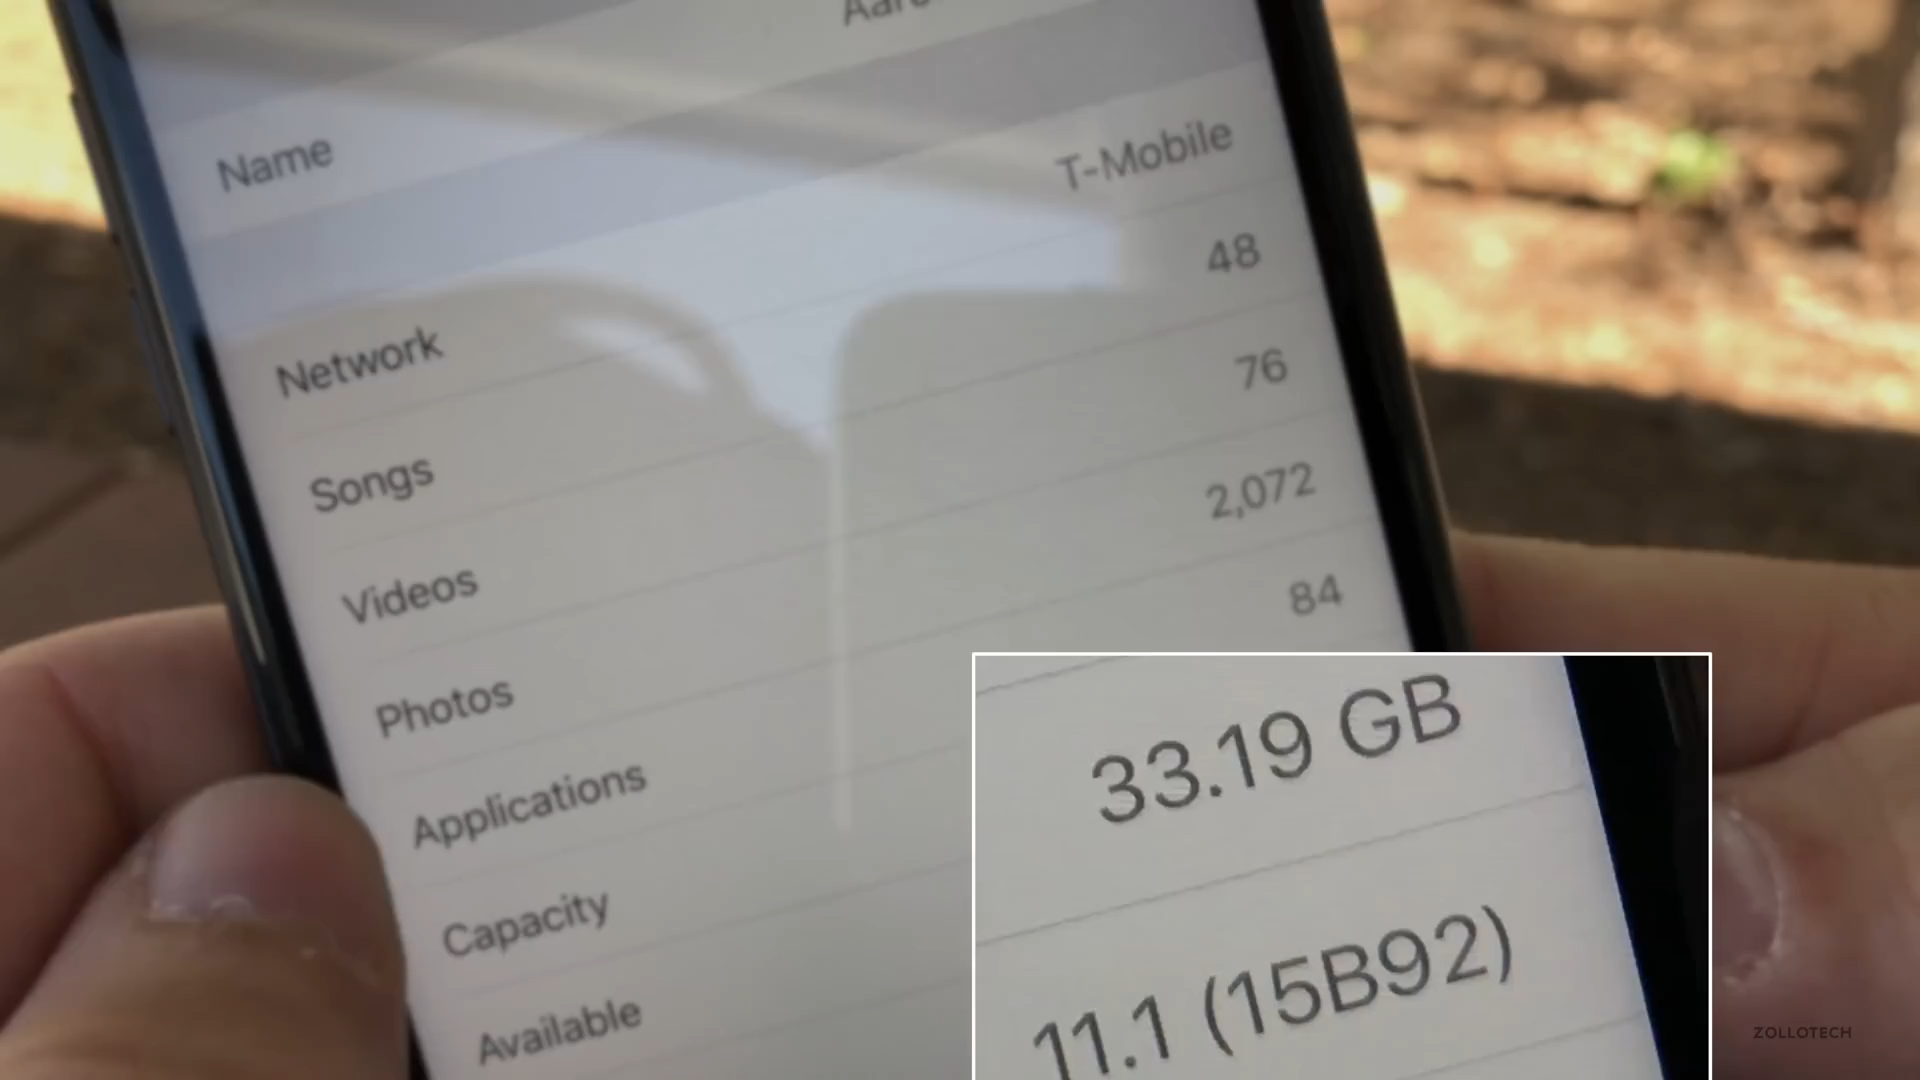 Name
Network T-Mobile
Songs 48
Videos 76
Photos 2,072
Applications 84
Capacity
Available
33.19 GB
11.1 (15B92)
ZOLLOTECH